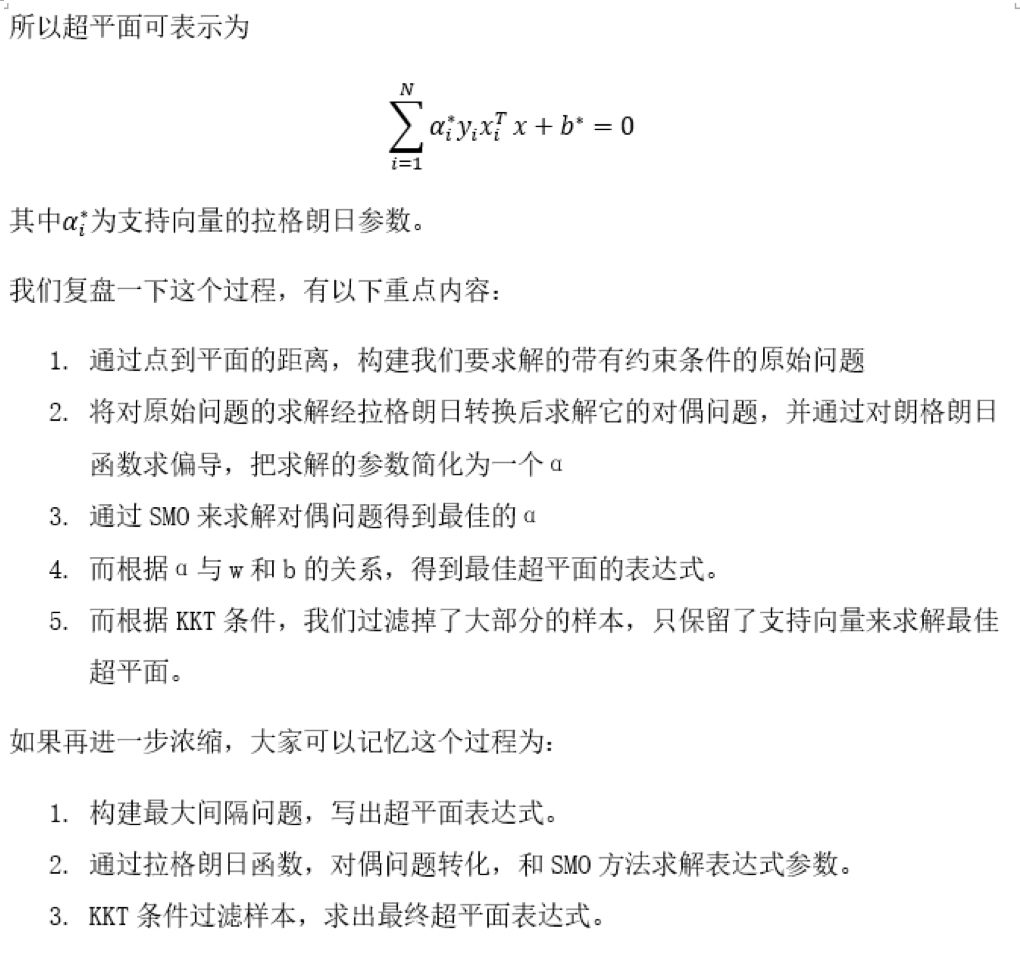 所以超平面可表示为
$$\sum_{i=1}^{N} \alpha_i^* y_i x_i^T x + b^* = 0$$
其中$\alpha_i^*$为支持向量的拉格朗日参数。
我们复盘一下这个过程，有以下重点内容：
1. 通过点到平面的距离，构建我们要求解的带有约束条件的原始问题
2. 将对原始问题的求解经拉格朗日转换后求解它的对偶问题，并通过对朗格朗日
函数求偏导，把求解的参数简化为一个 α
3. 通过 SMO 来求解对偶问题得到最佳的 α
4. 而根据 α 与 w 和 b 的关系，得到最佳超平面的表达式。
5. 而根据 KKT 条件，我们过滤掉了大部分的样本，只保留了支持向量来求解最佳
超平面。
如果再进一步浓缩，大家可以记忆这个过程为：
1. 构建最大间隔问题，写出超平面表达式。
2. 通过拉格朗日函数，对偶问题转化，和 SMO 方法求解表达式参数。
3. KKT 条件过滤样本，求出最终超平面表达式。